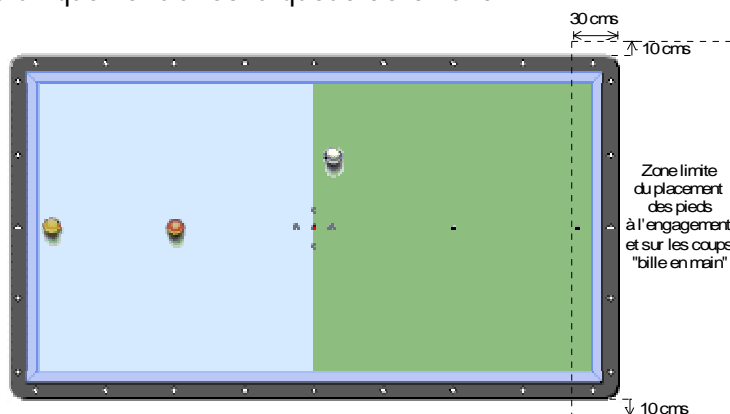 30 cms
10 cms
Zone limite
du placement
des pieds
à l'engagement
et sur les coups
"bille en main"
10 cms